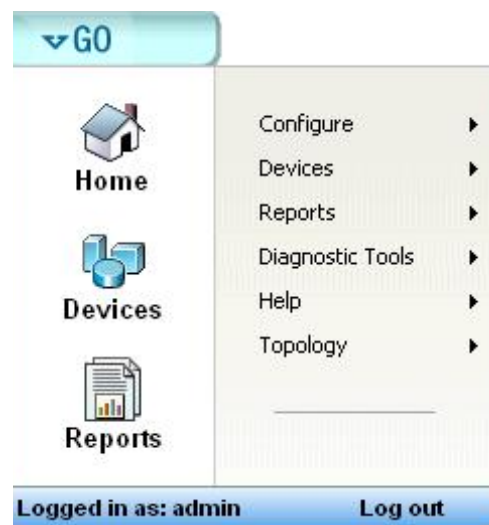 GO
Home
Devices
Reports
Configure
Devices
Reports
Diagnostic Tools
Help
Topology
Logged in as: admin
Log out